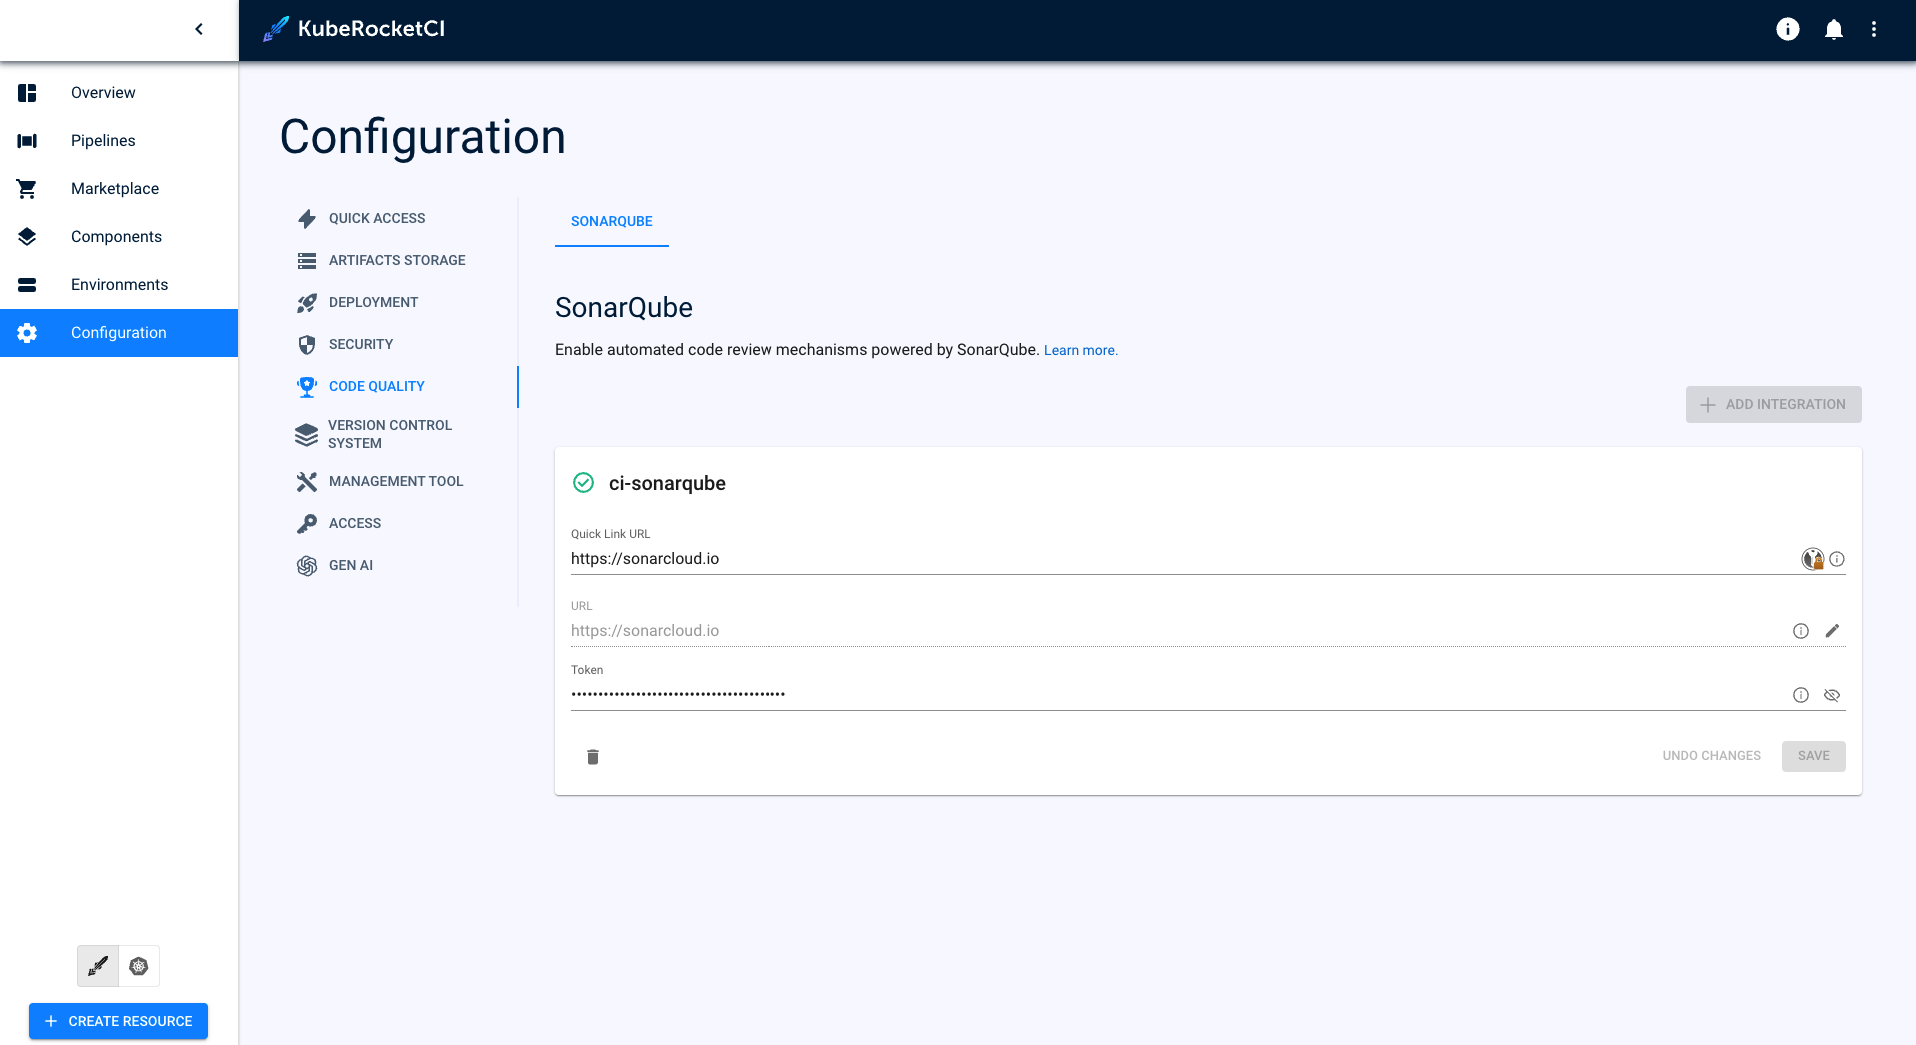 KubeRocketCI
Overview
Pipelines
Marketplace
Components
Environments
Configuration
CREATE RESOURCE
Configuration
QUICK ACCESS
ARTIFACTS STORAGE
DEPLOYMENT
SECURITY
CODE QUALITY
VERSION CONTROL
SYSTEM
MANAGEMENT TOOL
ACCESS
GEN AI
SONARQUBE
SonarQube
Enable automated code review mechanisms powered by SonarQube. Learn more.
ADD INTEGRATION
ci-sonarqube
Quick Link URL
https://sonarcloud.io
URL
https://sonarcloud.io
Token
••••••••••••••••••••••••••••••••••••••••
UNDO CHANGES
SAVE